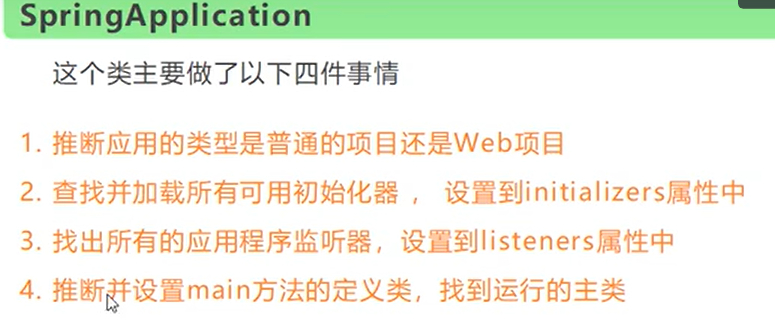 SpringApplication
这个类主要做了以下四件事情
1. 推断应用的类型是普通的项目还是Web项目
2. 查找并加载所有可用初始化器 ， 设置到initializers属性中
3. 找出所有的应用程序监听器，设置到listeners属性中
4. 推断并设置main方法的定义类，找到运行的主类